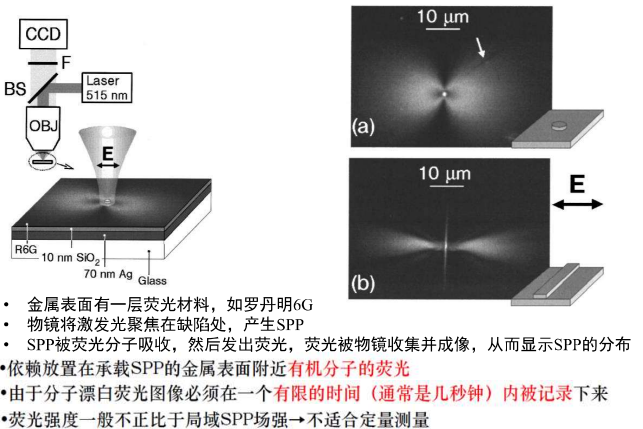 CCD
F
BS
Laser
515 nm
OBJ
E
R6G
10 nm SiO2
70 nm Ag
Glass
10 μm
(a)
10 μm
E
(b)
• 金属表面有一层荧光材料，如罗丹明6G
• 物镜将激发光聚焦在缺陷处，产生SPP
• SPP被荧光分子吸收，然后发出荧光，荧光被物镜收集并成像，从而显示SPP的分布
•依赖放置在承载SPP的金属表面附近有机分子的荧光
•由于分子漂白荧光图像必须在一个有限的时间（通常是几秒钟）内被记录下来
•荧光强度一般不正比于局域SPP场强→不适合定量测量